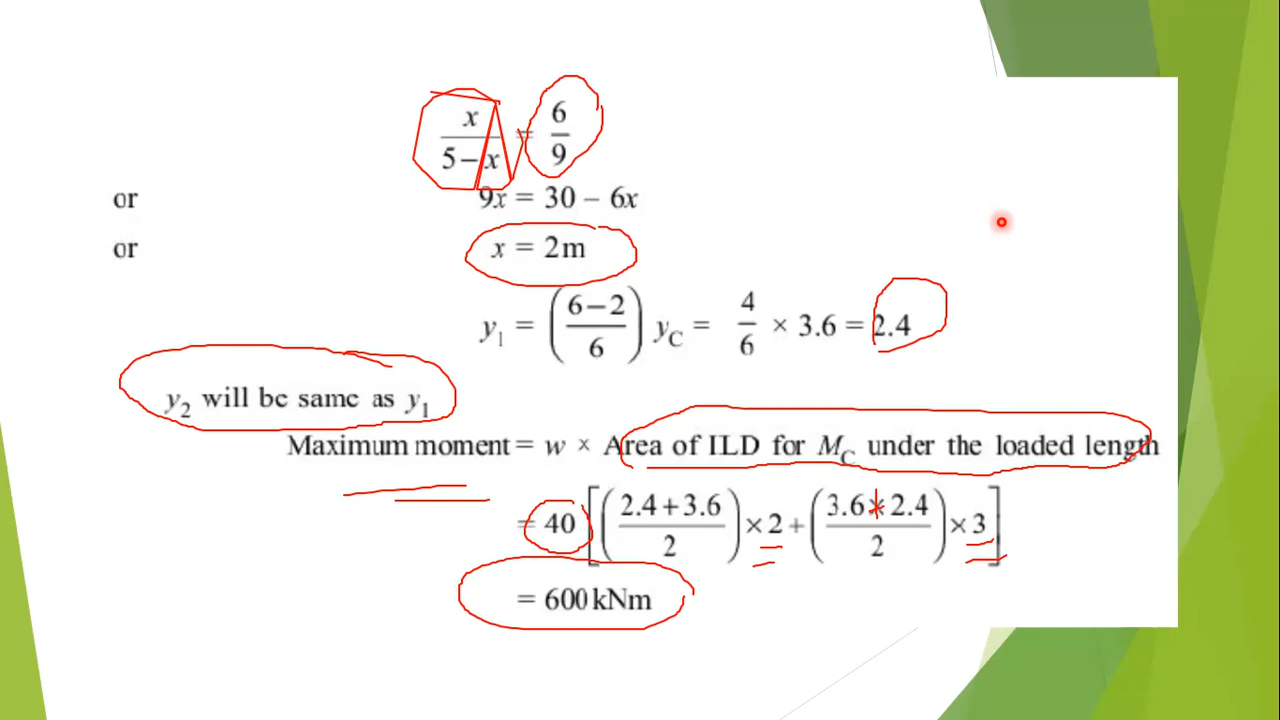 x/(5−x) = 6/9
or 9x = 30 − 6x
or x = 2m
y₁ = ((6−2)/6) y_C = 4/6 × 3.6 = 2.4
y₂ will be same as y₁
Maximum moment = w × Area of ILD for M_C under the loaded length
= 40 [((2.4+3.6)/2) ×2 + ((3.6*2.4)/2) ×3]
= 600 kNm